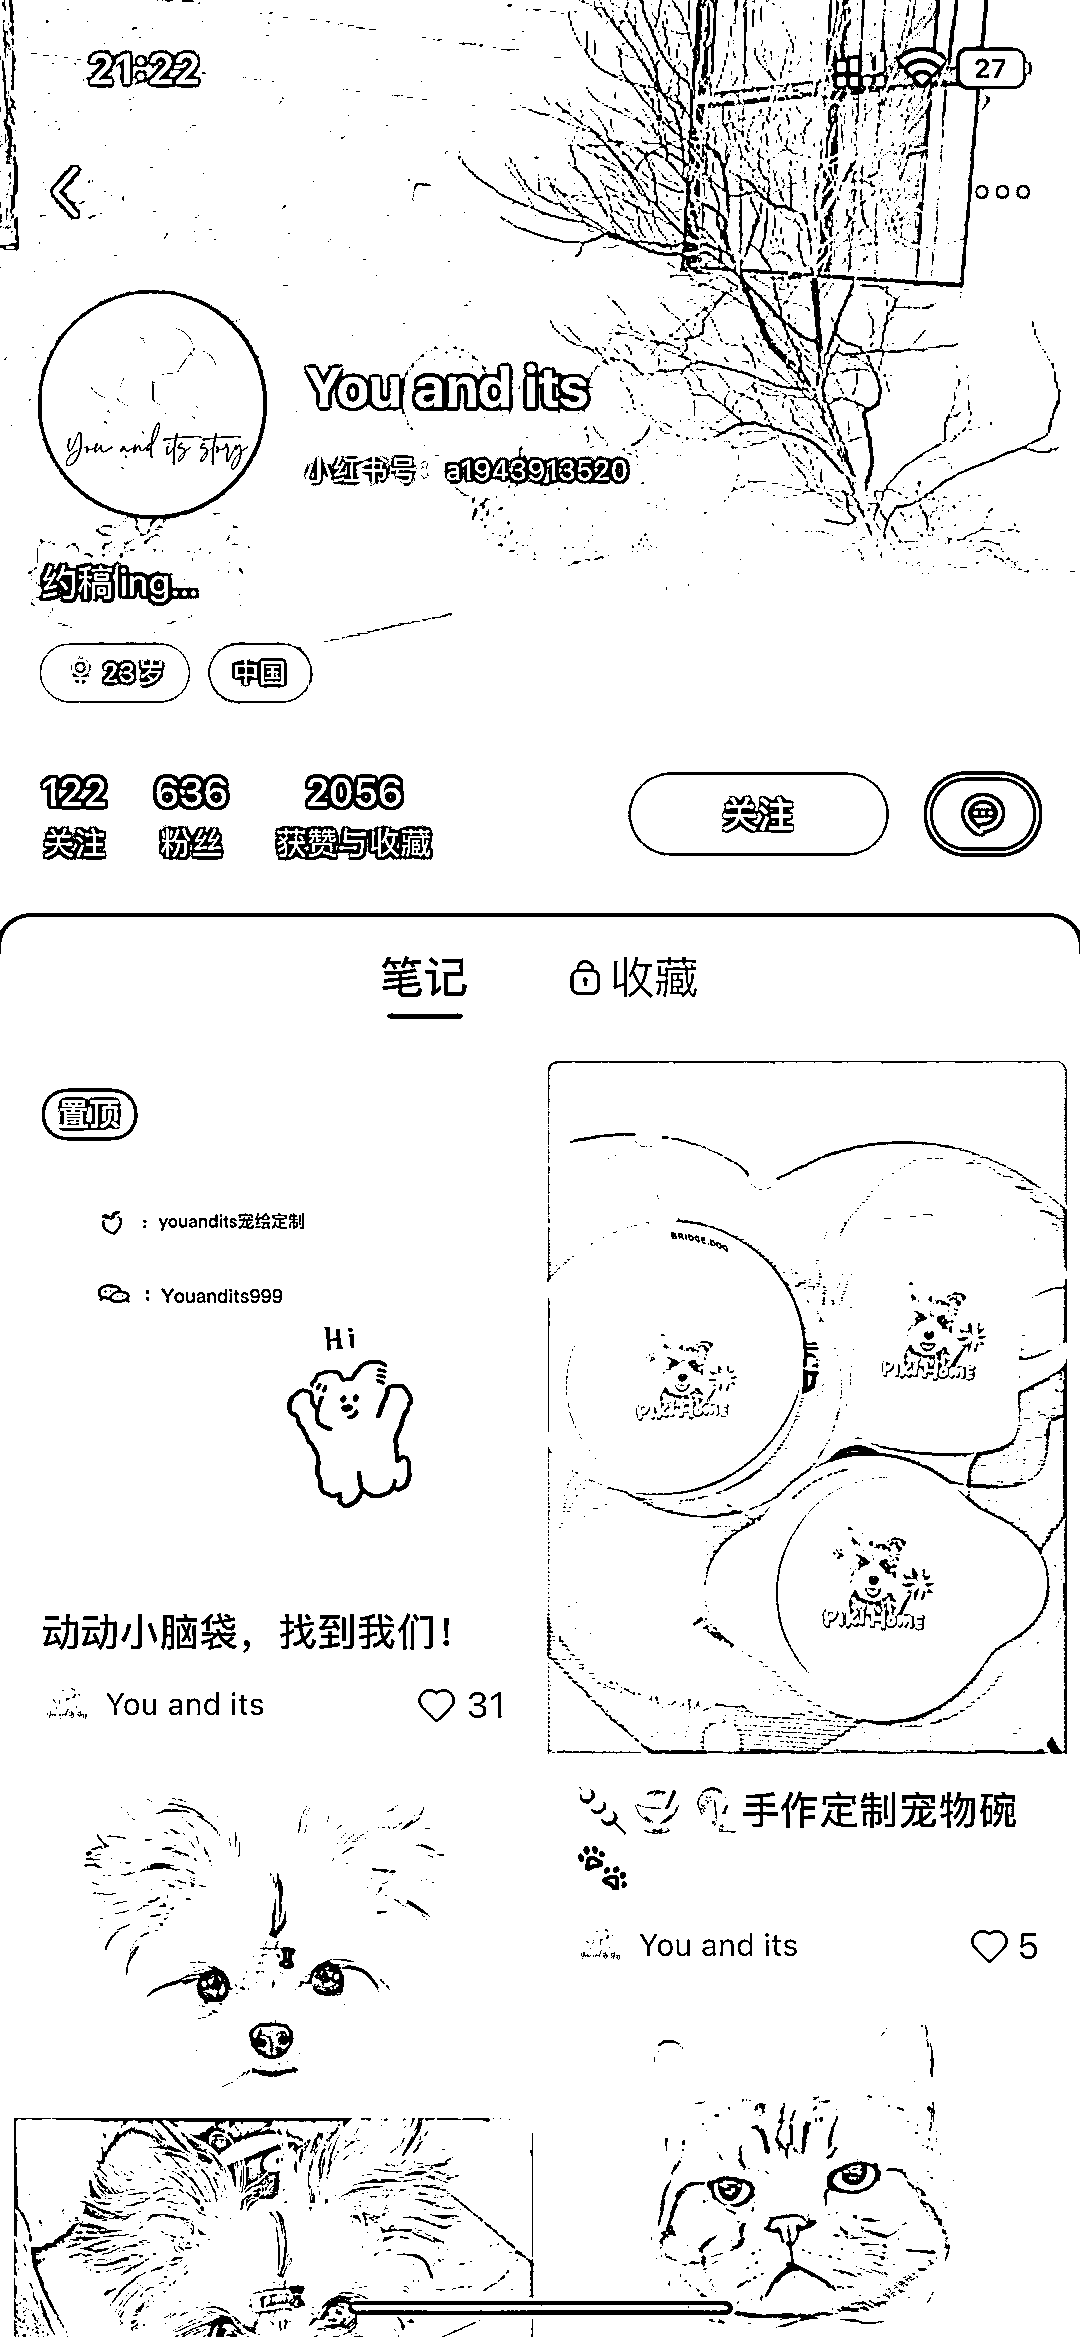 21:22
27
You and its story
You and its
小红书号：a1943913520
约稿ing...
23岁
中国
122 636 2056
关注 粉丝 获赞与收藏
关注
笔记 收藏
置顶
：youandits宠绘定制
：Youandits999
Hi
BRIDGE.DOG
PIKI HOME
PIKI HOME
PIKI HOME
动动小脑袋，找到我们！
You and its 31
手作定制宠物碗
You and its 5